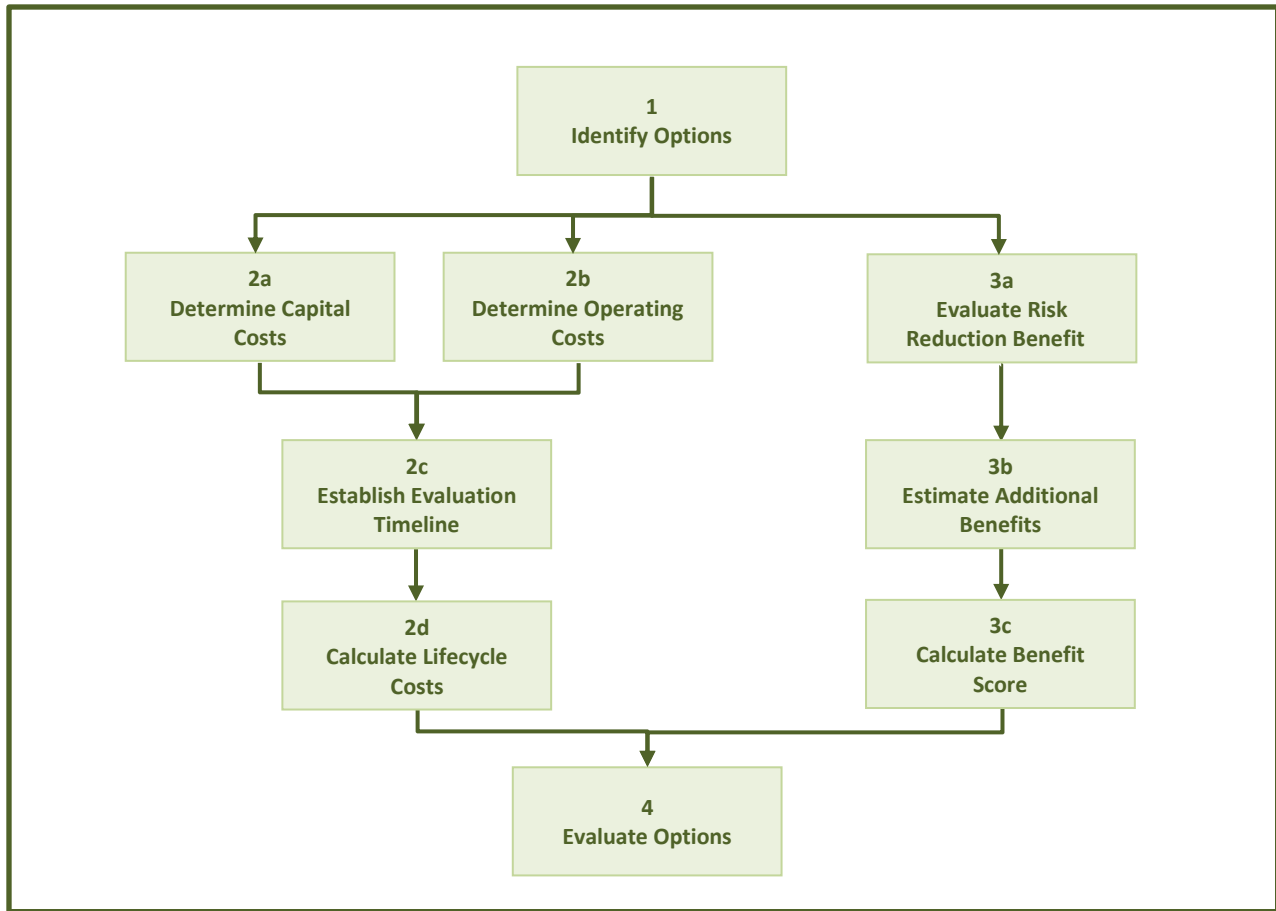 1
Identify Options
2a
Determine Capital
Costs
2b
Determine Operating
Costs
3a
Evaluate Risk
Reduction Benefit
2c
Establish Evaluation
Timeline
3b
Estimate Additional
Benefits
2d
Calculate Lifecycle
Costs
3c
Calculate Benefit
Score
4
Evaluate Options